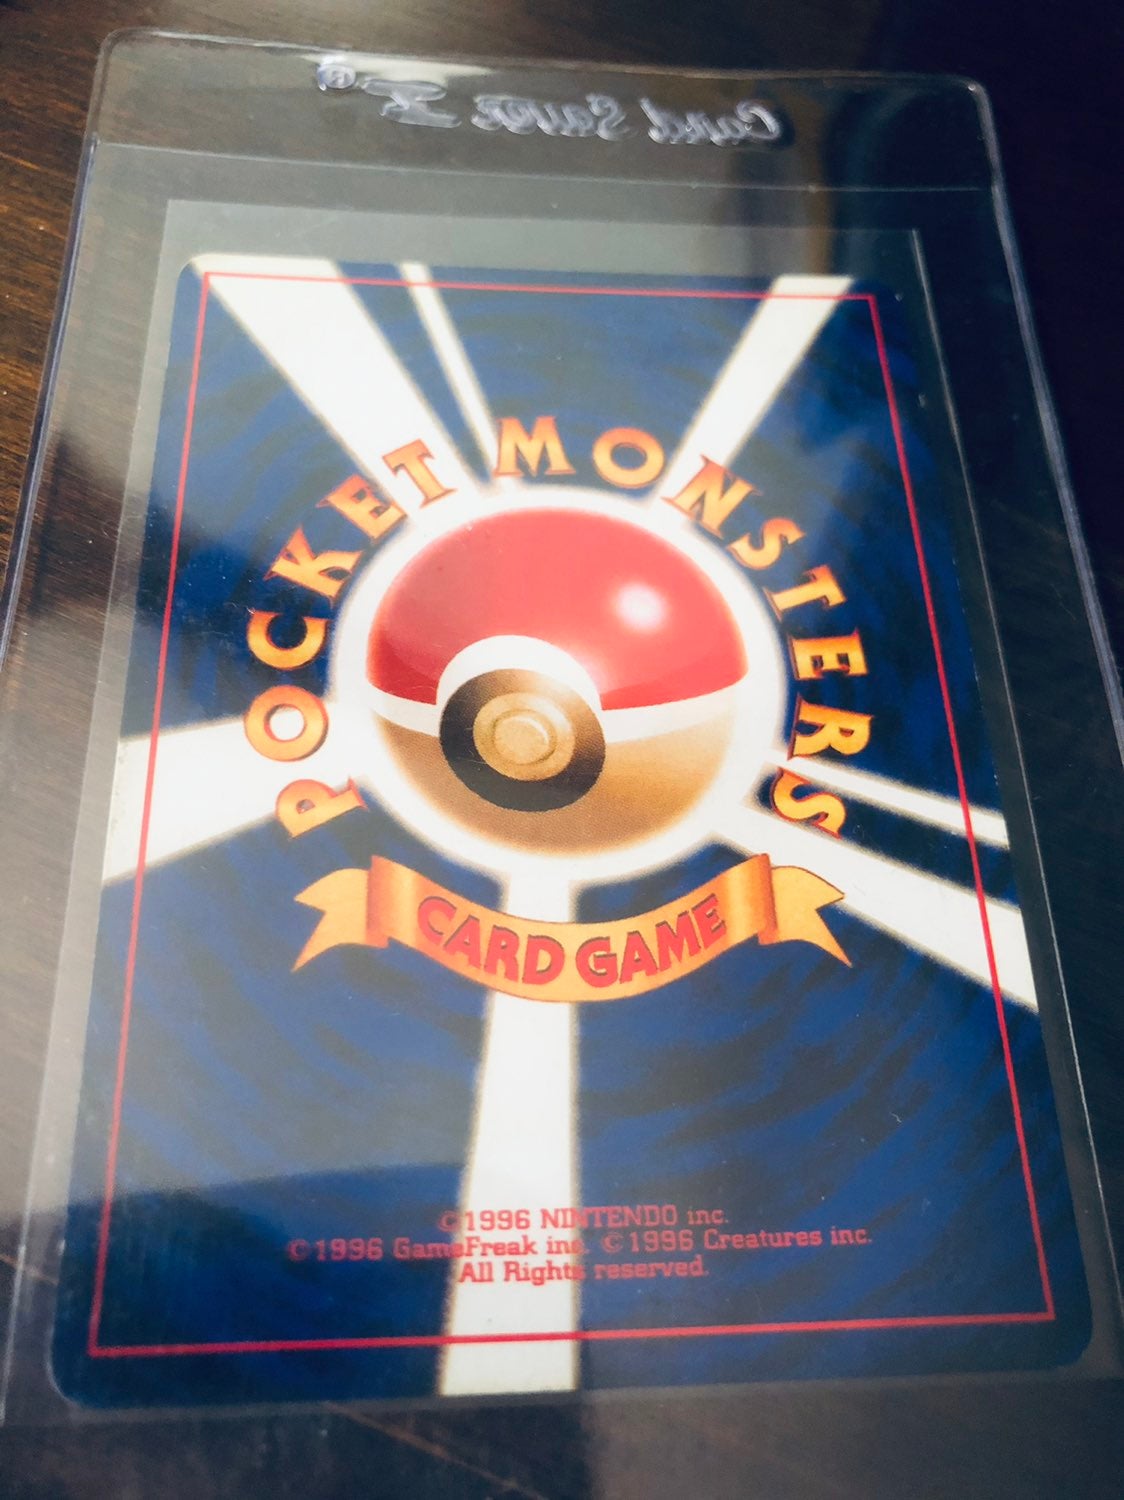 Card Saver I®
POCKET MONSTERS
CARD GAME
©1996 NINTENDO inc.
©1996 GameFreak inc. ©1996 Creatures inc.
All Rights reserved.